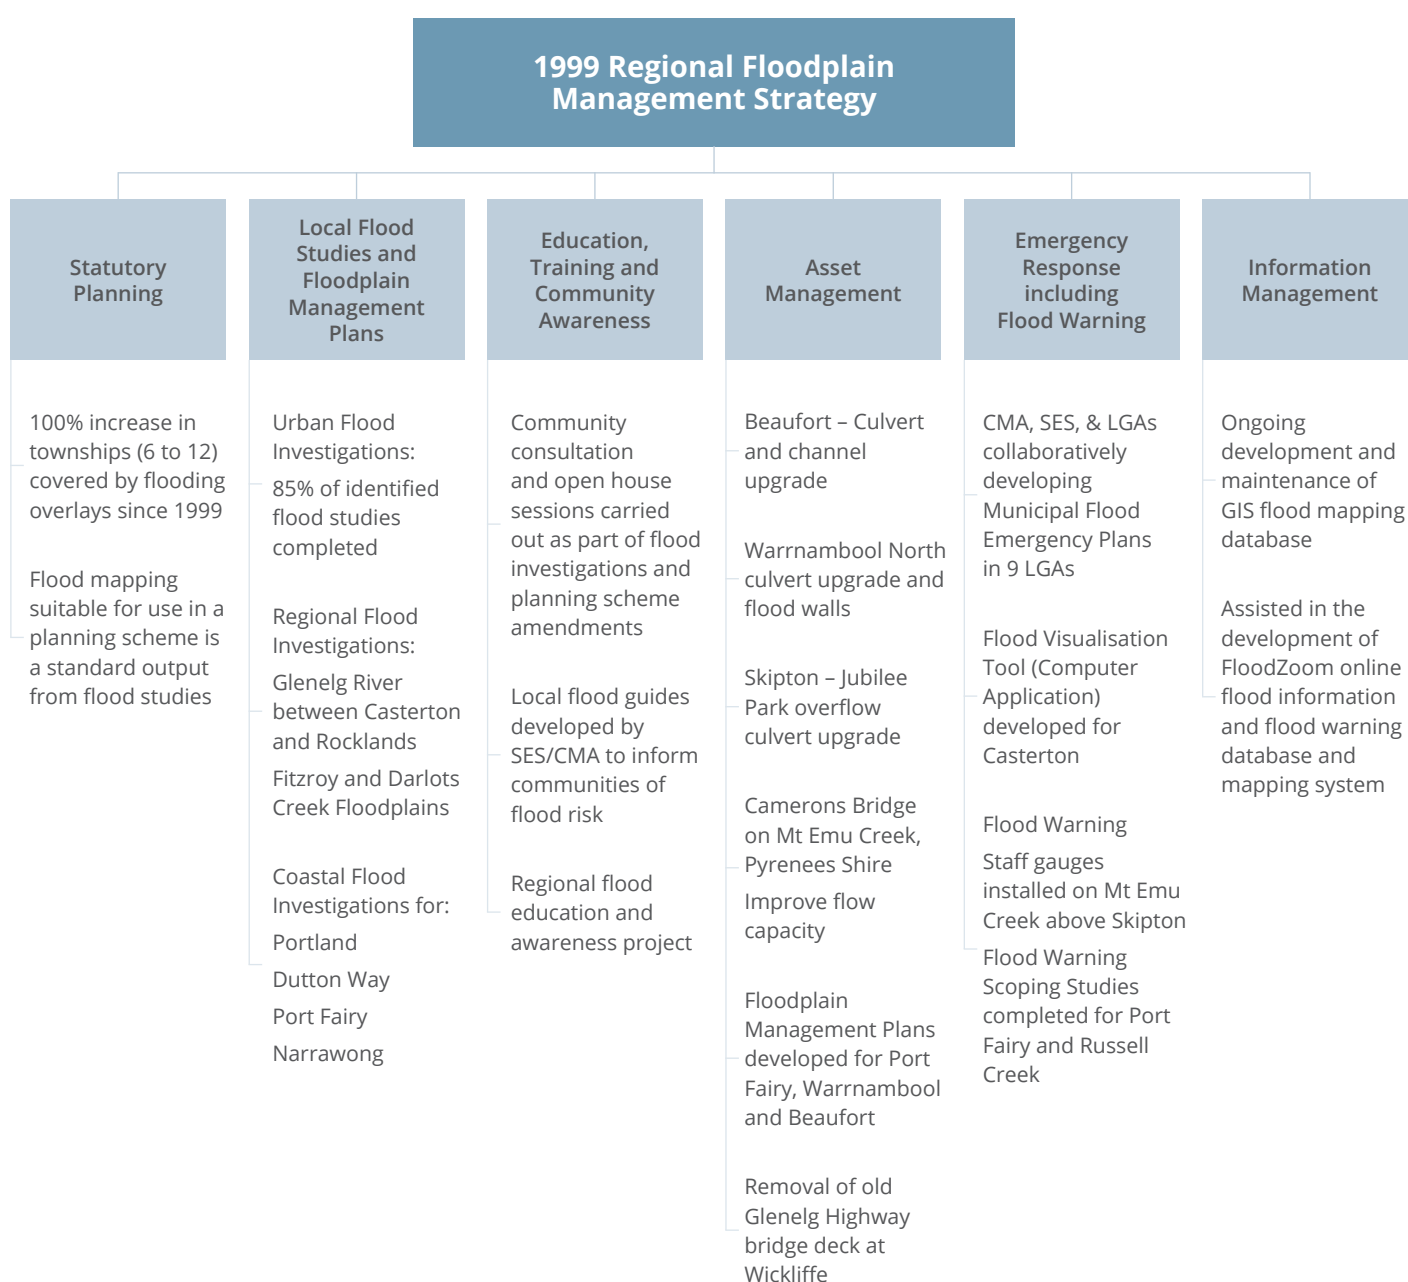 1999 Regional Floodplain
Management Strategy
Statutory
Planning
100% increase in
townships (6 to 12)
covered by flooding
overlays since 1999
Flood mapping
suitable for use in a
planning scheme is
a standard output
from flood studies
Local Flood
Studies and
Floodplain
Management
Plans
Urban Flood
Investigations:
85% of identified
flood studies
completed
Regional Flood
Investigations:
Glenelg River
between Casterton
and Rocklands
Fitzroy and Darlots
Creek Floodplains
Coastal Flood
Investigations for:
Portland
Dutton Way
Port Fairy
Narrawong
Education,
Training and
Community
Awareness
Community
consultation
and open house
sessions carried
out as part of flood
investigations and
planning scheme
amendments
Local flood guides
developed by
SES/CMA to inform
communities of
flood risk
Regional flood
education and
awareness project
Asset
Management
Beaufort – Culvert
and channel
upgrade
Warrnambool North
culvert upgrade and
flood walls
Skipton – Jubilee
Park overflow
culvert upgrade
Camerons Bridge
on Mt Emu Creek,
Pyrenees Shire
Improve flow
capacity
Floodplain
Management Plans
developed for Port
Fairy, Warrnambool
and Beaufort
Removal of old
Glenelg Highway
bridge deck at
Wickliffe
Emergency
Response
including
Flood Warning
CMA, SES, & LGAs
collaboratively
developing
Municipal Flood
Emergency Plans
in 9 LGAs
Flood Visualisation
Tool (Computer
Application)
developed for
Casterton
Flood Warning
Staff gauges
installed on Mt Emu
Creek above Skipton
Flood Warning
Scoping Studies
completed for Port
Fairy and Russell
Creek
Information
Management
Ongoing
development and
maintenance of
GIS flood mapping
database
Assisted in the
development of
FloodZoom online
flood information
and flood warning
database and
mapping system